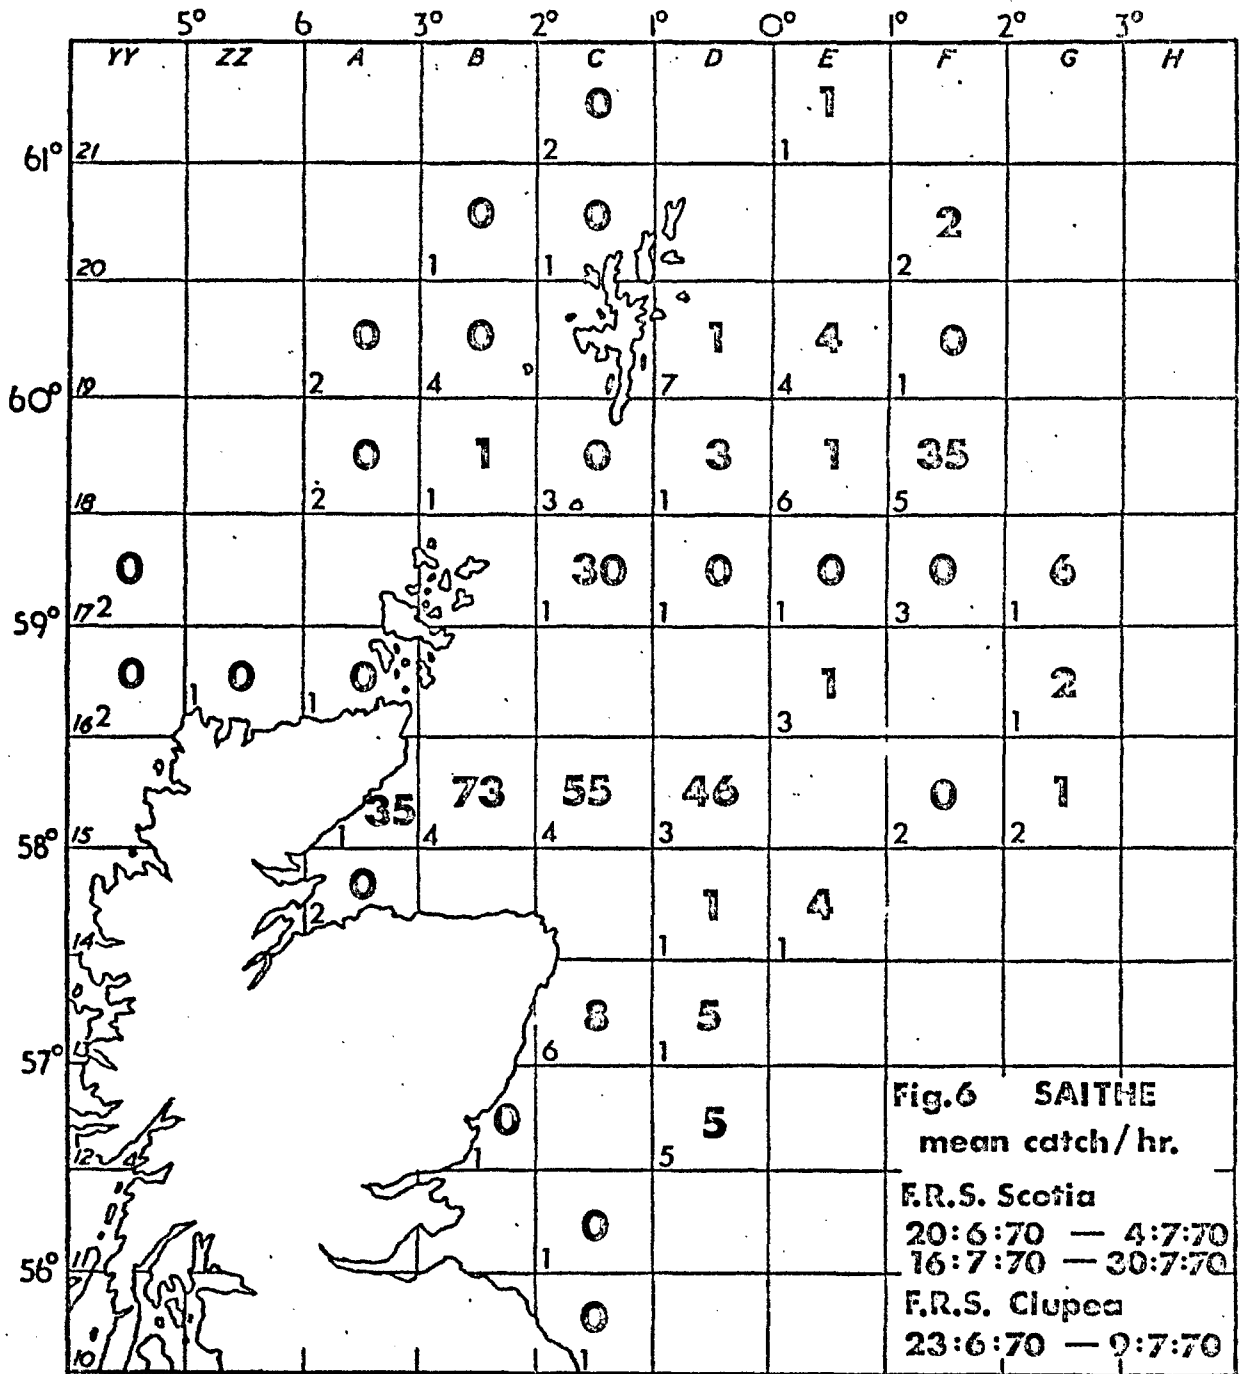 5° 6 3° 2° 1° 0° 1° 2° 3°
YY ZZ A B C D E F G H
0 1
61° 21 2 1
0 0 2
20 1 1 2
0 0 1 4 0
60° 19 2 4 7 4 1
0 1 0 3 1 35
18 2 1 3 1 6 5
0 30 0 0 0 6
59° 17 2 1 1 1 3 1
0 0 0 1 2
16 2 1 1 3 1
35 73 55 46 0 1
58° 15 1 4 4 3 2 2
0 1 4
14 2 1 1
8 5
57° 13 6 1
0 5
12 1 5
0
56° 11 1
0
10 1
Fig.6 SAITHE
mean catch/hr.
F.R.S. Scotia
20:6:70 — 4:7:70
16:7:70 — 30:7:70
F.R.S. Clupea
23:6:70 — 9:7:70